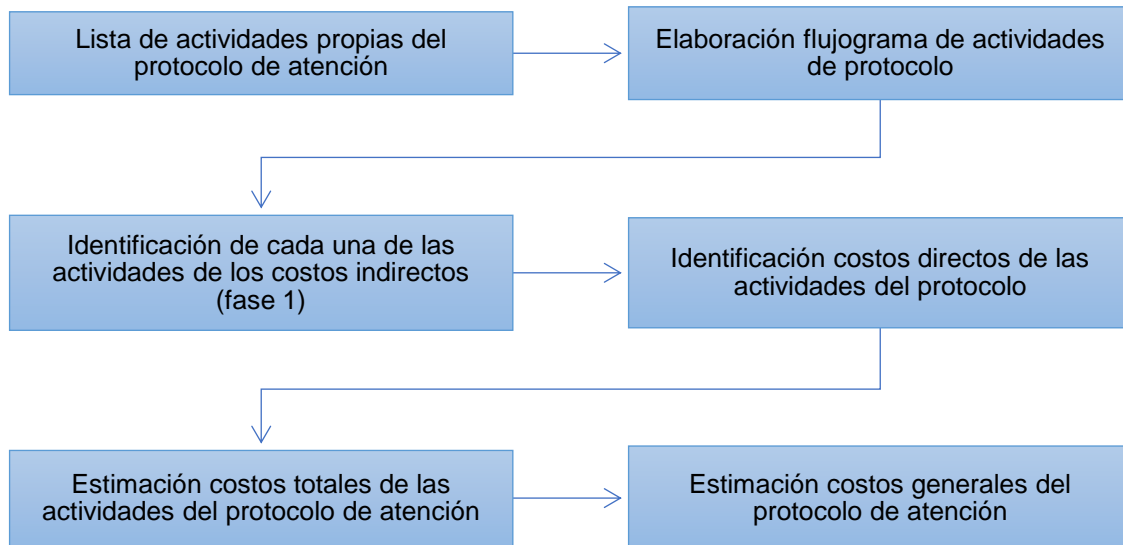 Lista de actividades propias del
protocolo de atención
Elaboración flujograma de actividades
de protocolo
Identificación de cada una de las
actividades de los costos indirectos
(fase 1)
Identificación costos directos de las
actividades del protocolo
Estimación costos totales de las
actividades del protocolo de atención
Estimación costos generales del
protocolo de atención